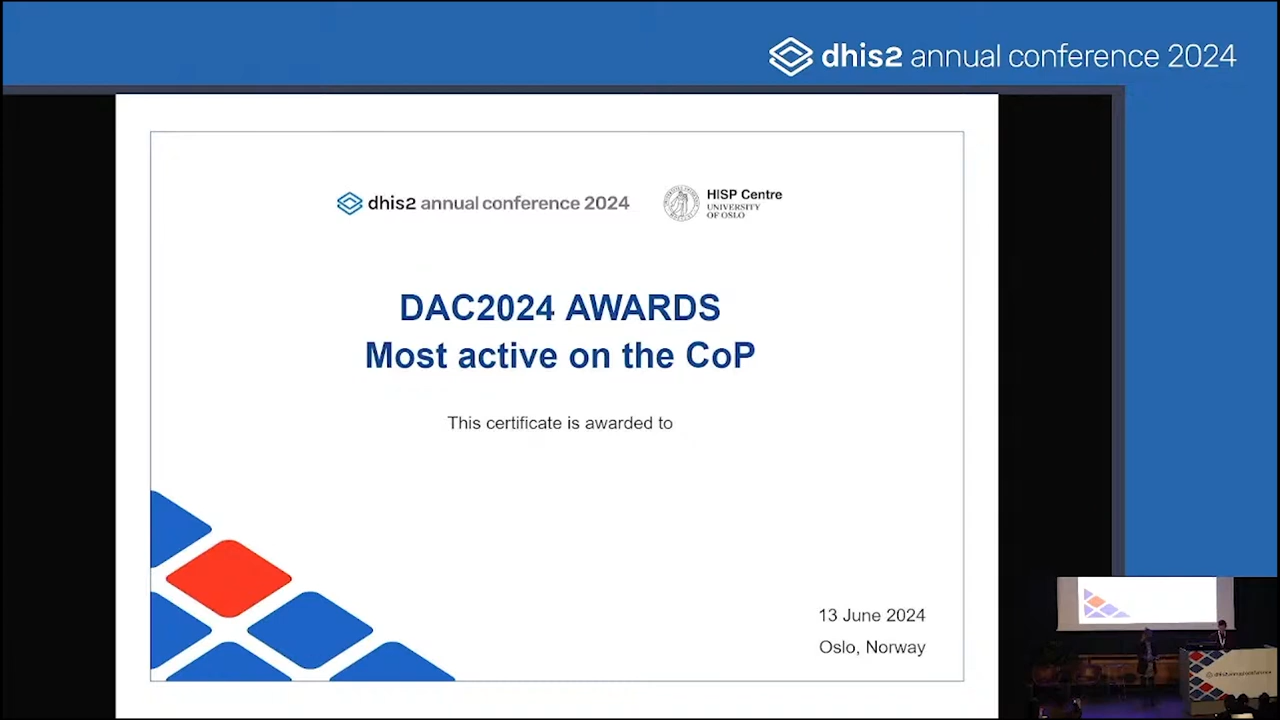 dhis2 annual conference 2024
dhis2 annual conference 2024
HISP Centre
UNIVERSITY
OF OSLO
DAC2024 AWARDS
Most active on the CoP
This certificate is awarded to
13 June 2024
Oslo, Norway